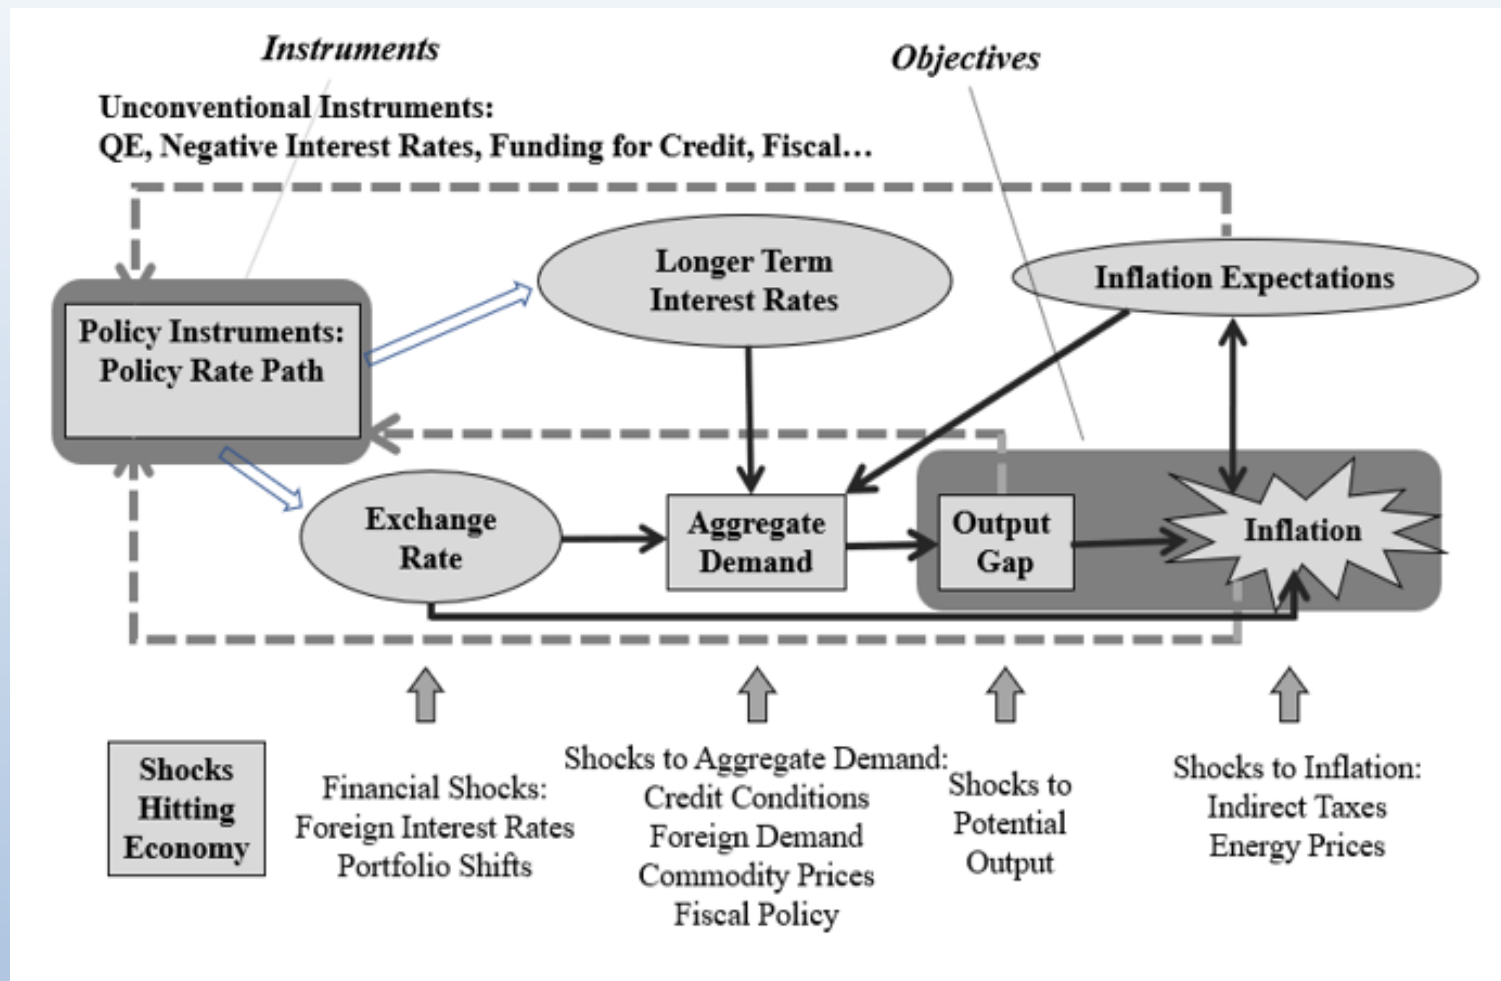 Instruments
Objectives
Unconventional Instruments:
QE, Negative Interest Rates, Funding for Credit, Fiscal…
Longer Term
Interest Rates
Inflation Expectations
Policy Instruments:
Policy Rate Path
Exchange
Rate
Aggregate
Demand
Output
Gap
Inflation
Shocks
Hitting
Economy
Financial Shocks:
Foreign Interest Rates
Portfolio Shifts
Shocks to Aggregate Demand:
Credit Conditions
Foreign Demand
Commodity Prices
Fiscal Policy
Shocks to
Potential
Output
Shocks to Inflation:
Indirect Taxes
Energy Prices